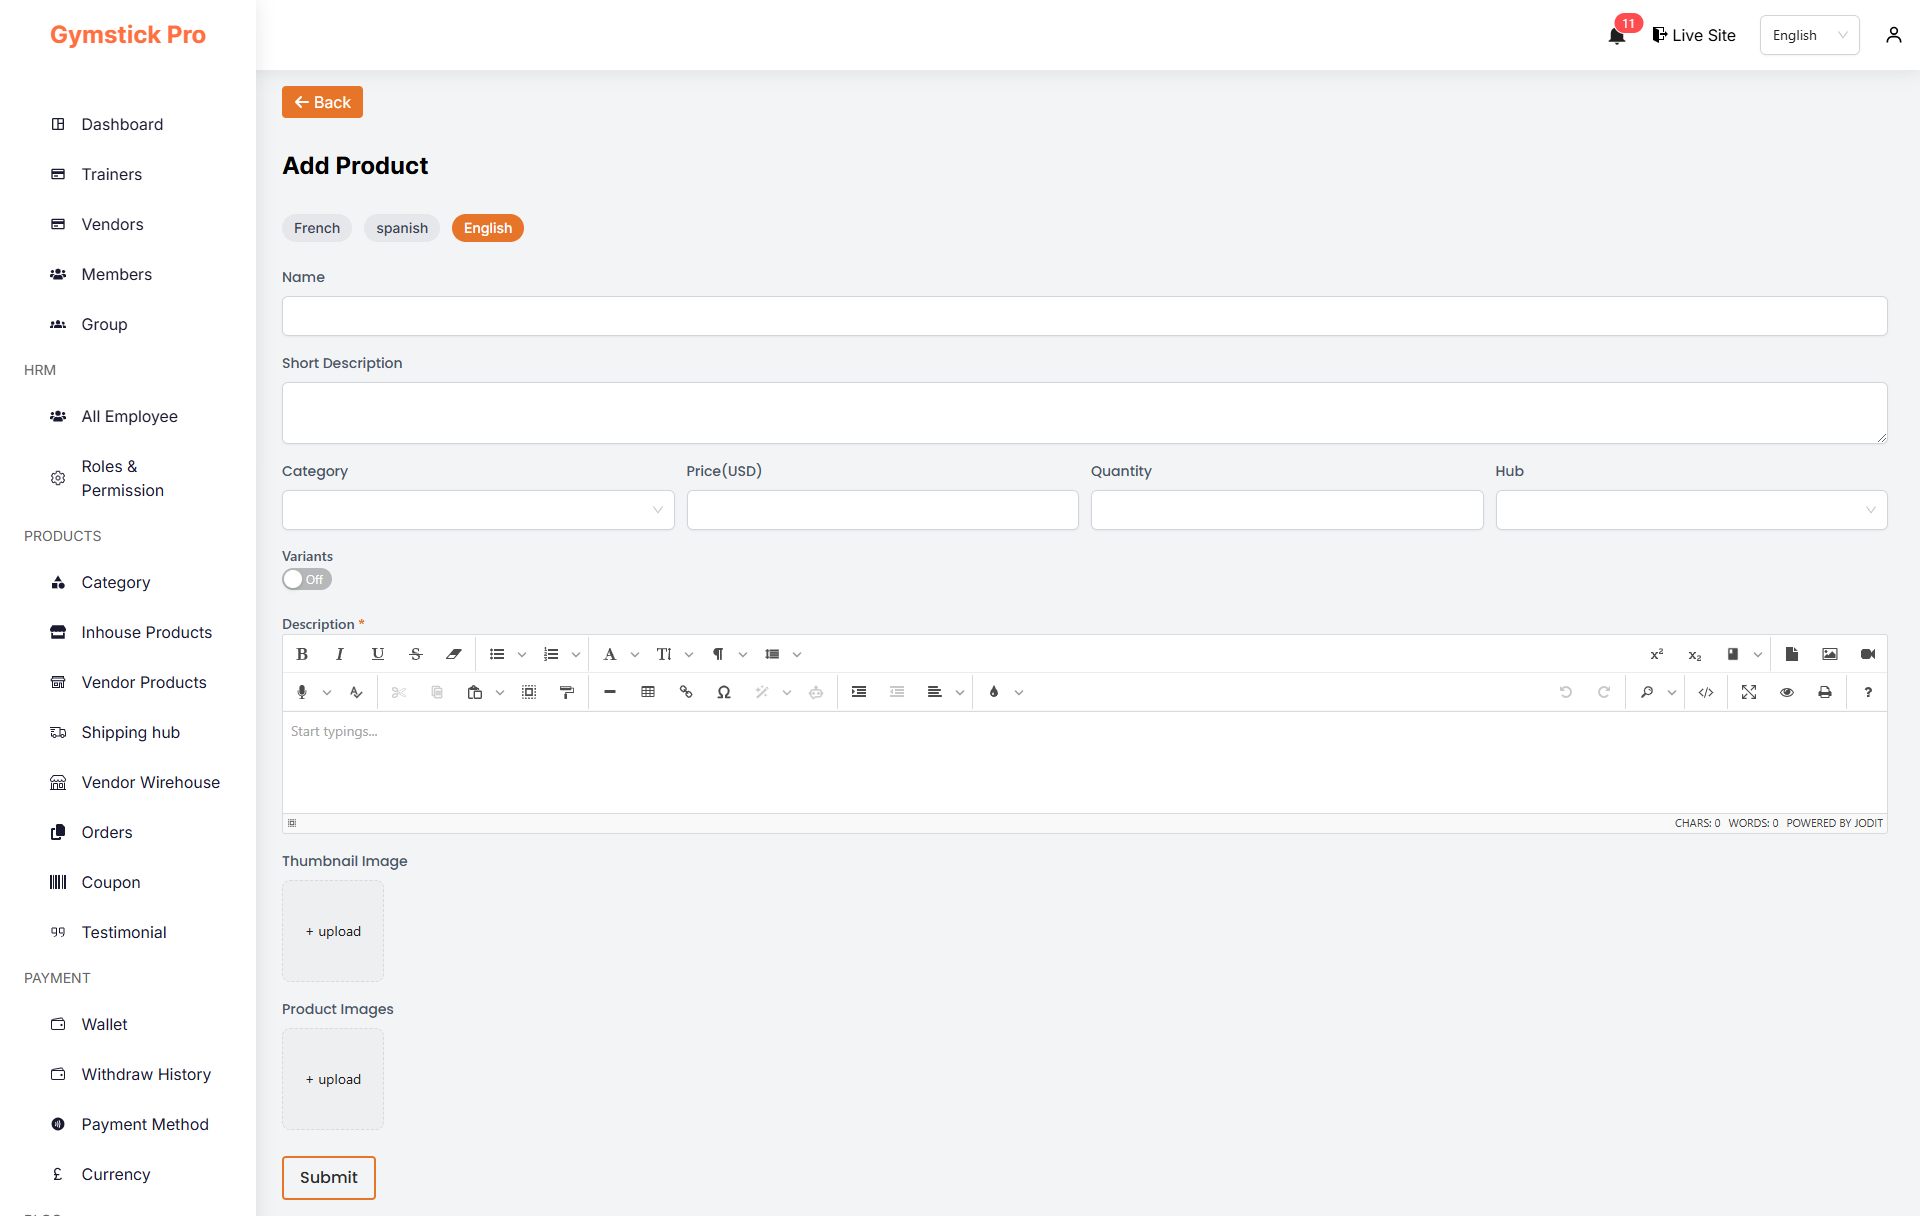 Gymstick Pro
11
Live Site
English
Dashboard
Trainers
Vendors
Members
Group
HRM
All Employee
Roles &
Permission
PRODUCTS
Category
Inhouse Products
Vendor Products
Shipping hub
Vendor Wirehouse
Orders
Coupon
Testimonial
PAYMENT
Wallet
Withdraw History
Payment Method
Currency
Back
Add Product
French spanish English
Name
Short Description
Category Price(USD) Quantity Hub
Variants
Off
Description *
Start typings...
CHARS: 0 WORDS: 0 POWERED BY JODIT
Thumbnail Image
+ upload
Product Images
+ upload
Submit